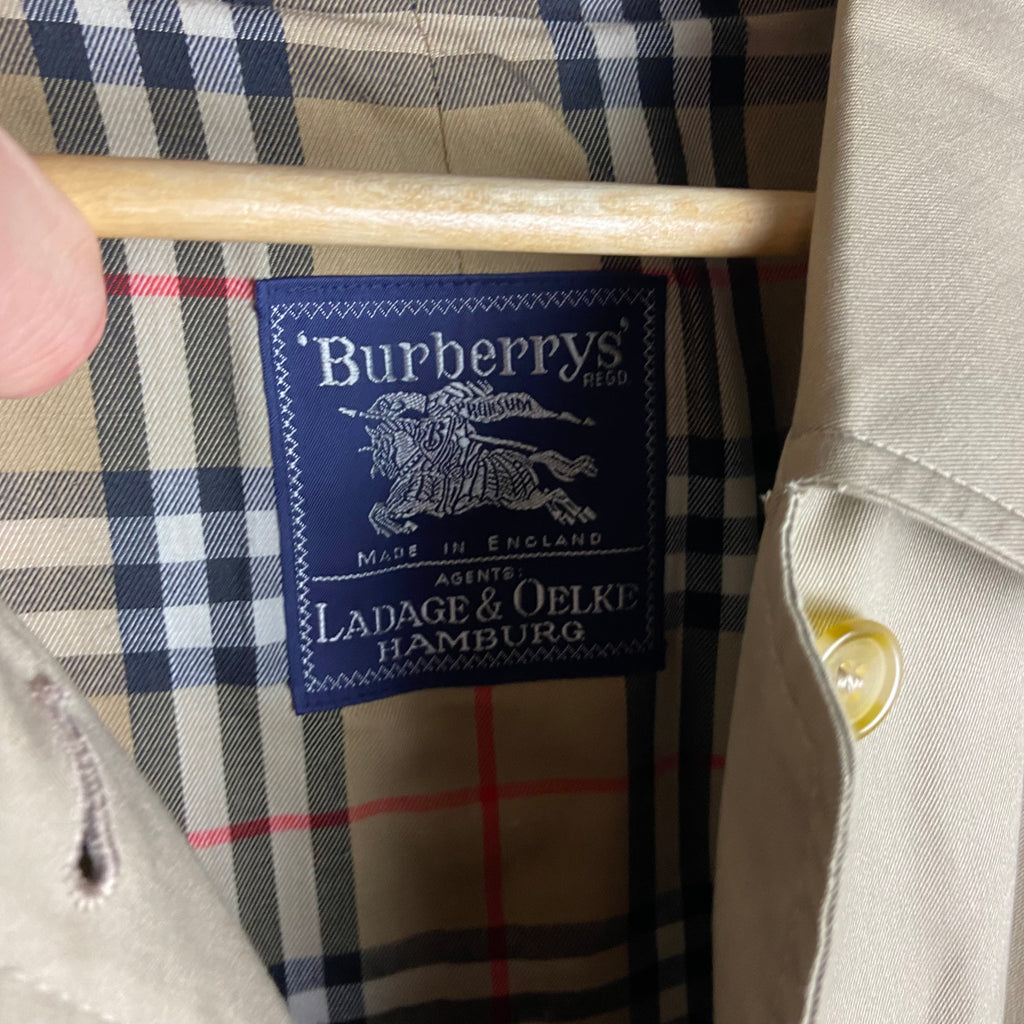 'Burberrys'
REGD
PRORSUM
B
MADE IN ENGLAND
AGENTS:
LADAGE & OELKE
HAMBURG